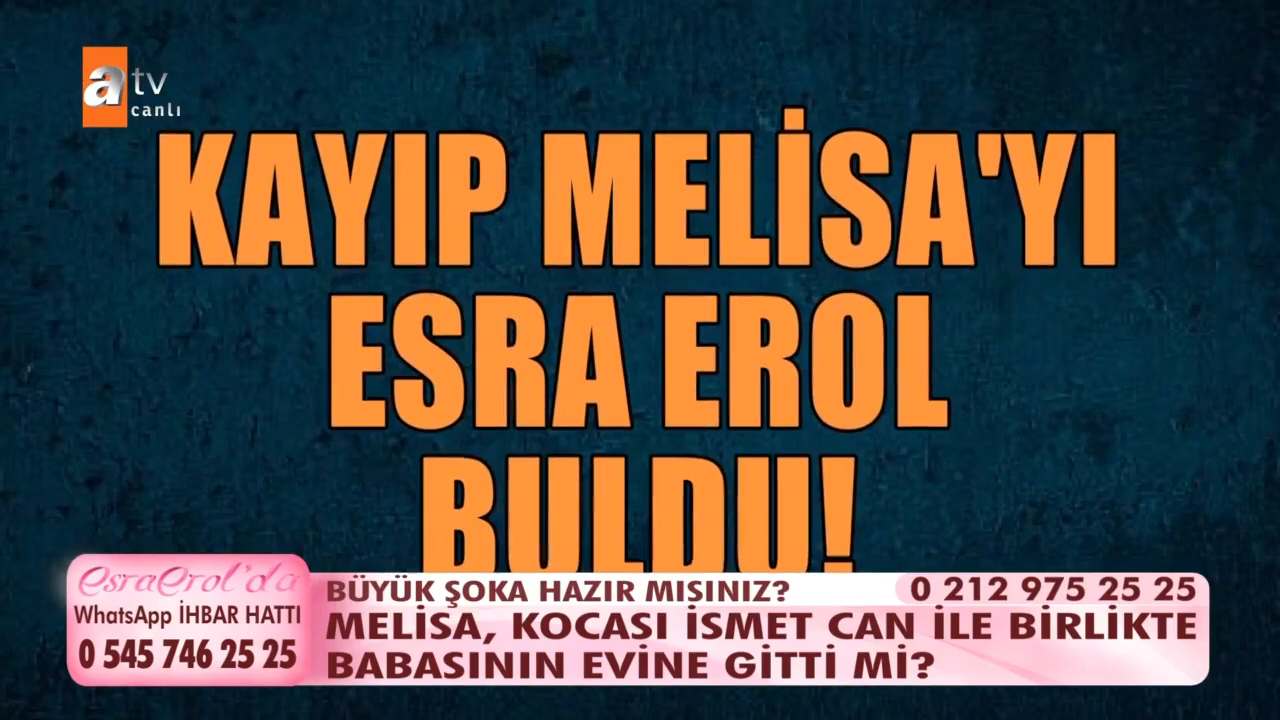 atv
canlı
KAYIP MELİSA'YI
ESRA EROL
BULDU!
esraerol'da
WhatsApp İHBAR HATTI
0 545 746 25 25
BÜYÜK ŞOKA HAZIR MISINIZ?
0 212 975 25 25
MELİSA, KOCASI İSMET CAN İLE BİRLİKTE
BABASININ EVİNE GİTTİ Mİ?